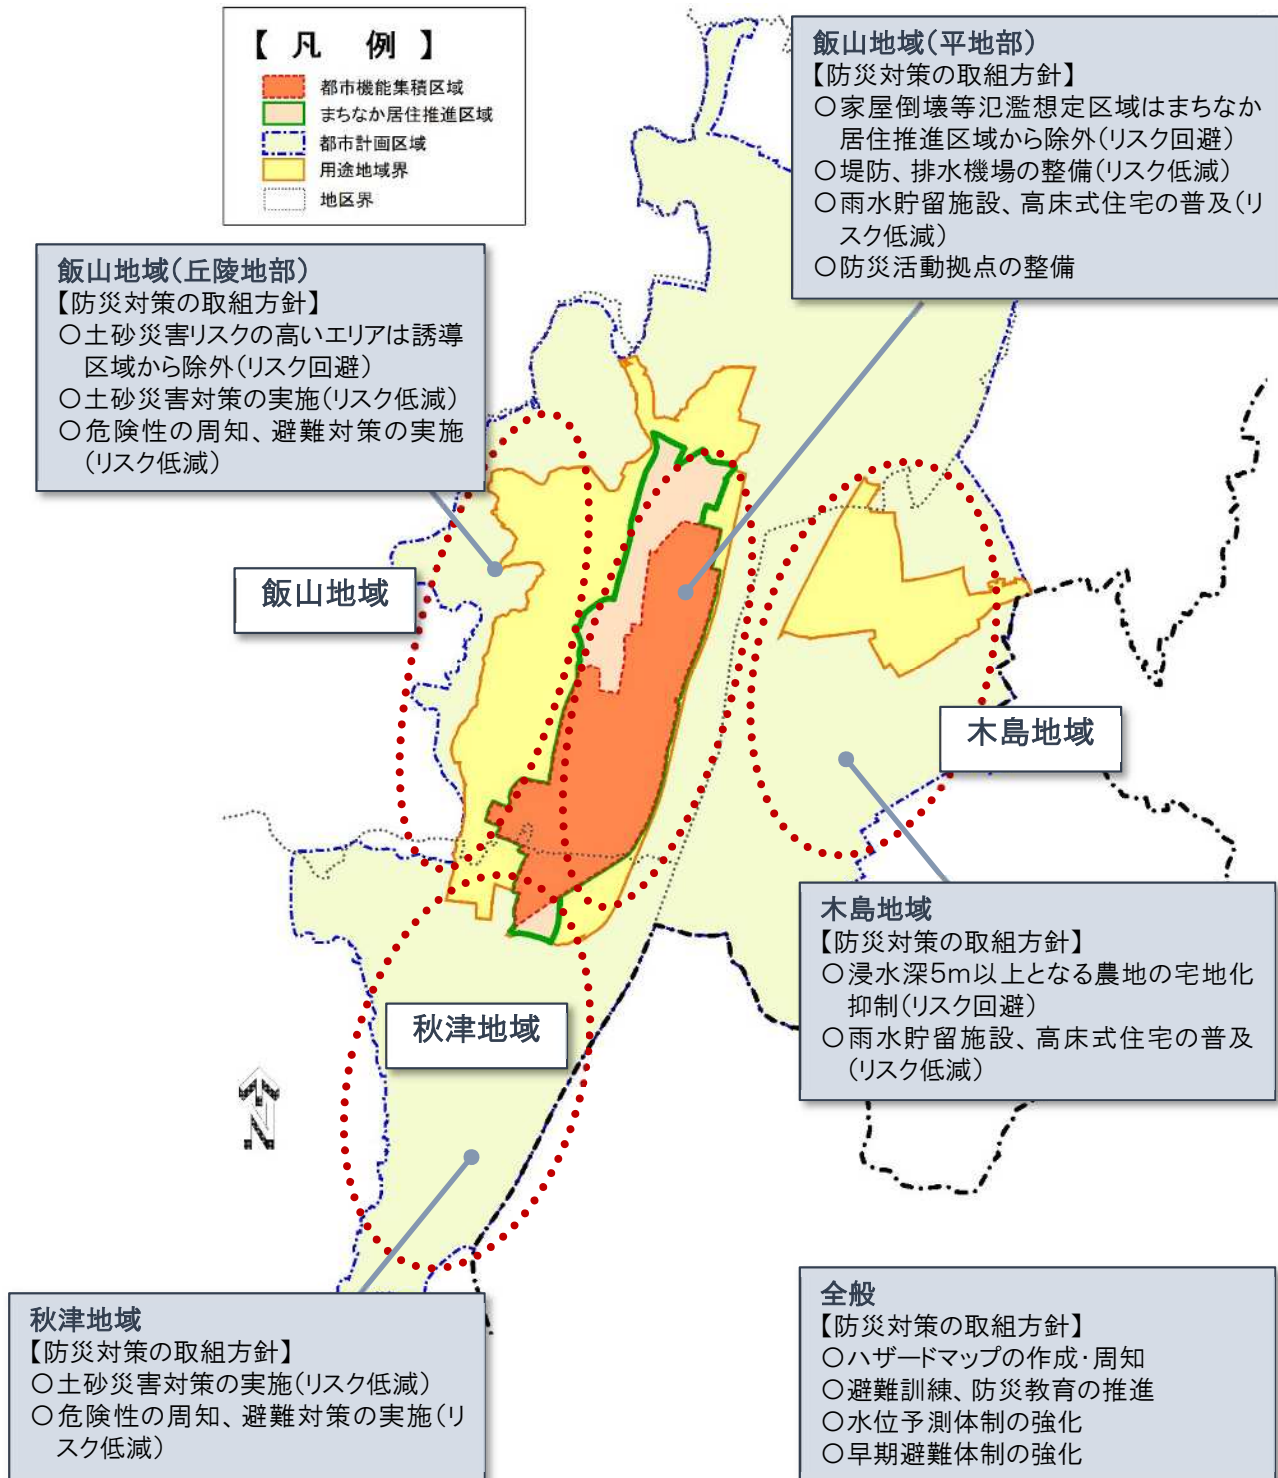 【 凡 例 】
都市機能集積区域
まちなか居住推進区域
都市計画区域
用途地域界
地区界
飯山地域(平地部)
【防災対策の取組方針】
○家屋倒壊等氾濫想定区域はまちなか
居住推進区域から除外(リスク回避)
○堤防、排水機場の整備(リスク低減)
○雨水貯留施設、高床式住宅の普及(リ
スク低減)
○防災活動拠点の整備
飯山地域(丘陵地部)
【防災対策の取組方針】
○土砂災害リスクの高いエリアは誘導
区域から除外(リスク回避)
○土砂災害対策の実施(リスク低減)
○危険性の周知、避難対策の実施
(リスク低減)
飯山地域
木島地域
木島地域
【防災対策の取組方針】
○浸水深5m以上となる農地の宅地化
抑制(リスク回避)
○雨水貯留施設、高床式住宅の普及
(リスク低減)
秋津地域
N
秋津地域
【防災対策の取組方針】
○土砂災害対策の実施(リスク低減)
○危険性の周知、避難対策の実施(リ
スク低減)
全般
【防災対策の取組方針】
○ハザードマップの作成・周知
○避難訓練、防災教育の推進
○水位予測体制の強化
○早期避難体制の強化